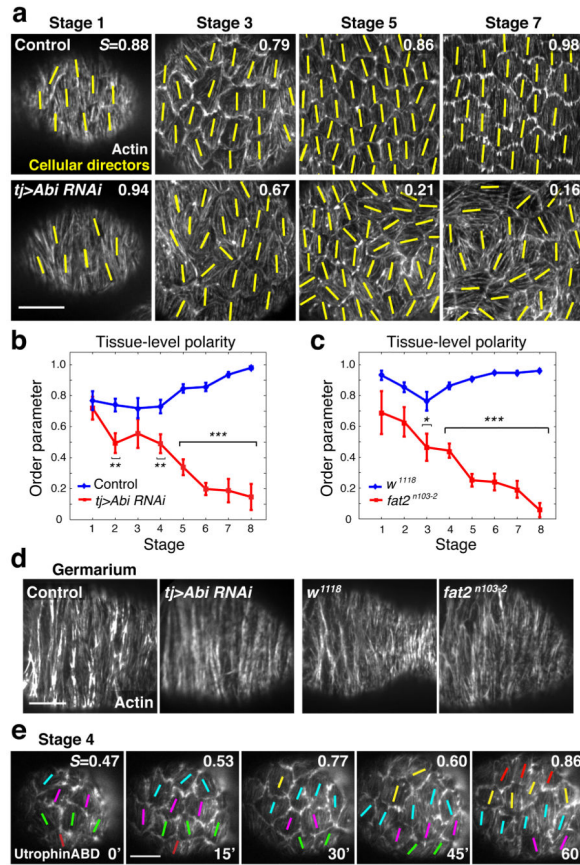 a
Stage 1 Stage 3 Stage 5 Stage 7
Control S=0.88 0.79 0.86 0.98
Actin
Cellular directors
tj>Abi RNAi 0.94 0.67 0.21 0.16
b c
Tissue-level polarity Tissue-level polarity
1.0 1.0
0.8 0.8
0.6 0.6
0.4 0.4
0.2 0.2
0 0
Order parameter Order parameter
*** ***
** ** *
Control w1118
tj>Abi RNAi fat2n103-2
1 2 3 4 5 6 7 8 1 2 3 4 5 6 7 8
Stage Stage
d
Germarium
Control tj>Abi RNAi w1118 fat2n103-2
Actin
e
Stage 4
S=0.47 0.53 0.77 0.60 0.86
UtrophinABD 0' 15' 30' 45' 60